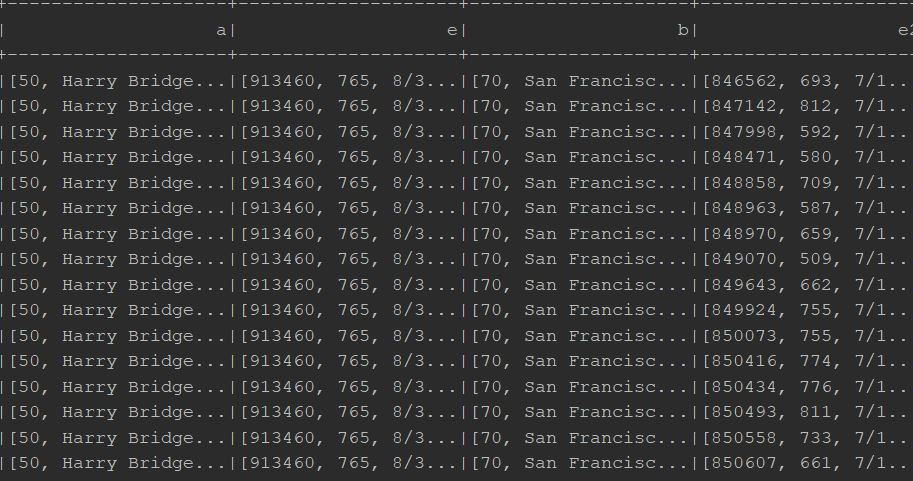 +--------------------+--------------------+--------------------+-------------------
|                   a|                   e|                   b|                  e2
+--------------------+--------------------+--------------------+-------------------
|[50, Harry Bridge...|[913460, 765, 8/3...|[70, San Francisc...|[846562, 693, 7/1..
|[50, Harry Bridge...|[913460, 765, 8/3...|[70, San Francisc...|[847142, 812, 7/1..
|[50, Harry Bridge...|[913460, 765, 8/3...|[70, San Francisc...|[847998, 592, 7/1..
|[50, Harry Bridge...|[913460, 765, 8/3...|[70, San Francisc...|[848471, 580, 7/1..
|[50, Harry Bridge...|[913460, 765, 8/3...|[70, San Francisc...|[848858, 709, 7/1..
|[50, Harry Bridge...|[913460, 765, 8/3...|[70, San Francisc...|[848963, 587, 7/1..
|[50, Harry Bridge...|[913460, 765, 8/3...|[70, San Francisc...|[848970, 659, 7/1..
|[50, Harry Bridge...|[913460, 765, 8/3...|[70, San Francisc...|[849070, 509, 7/1..
|[50, Harry Bridge...|[913460, 765, 8/3...|[70, San Francisc...|[849643, 662, 7/1..
|[50, Harry Bridge...|[913460, 765, 8/3...|[70, San Francisc...|[849924, 755, 7/1..
|[50, Harry Bridge...|[913460, 765, 8/3...|[70, San Francisc...|[850073, 755, 7/1..
|[50, Harry Bridge...|[913460, 765, 8/3...|[70, San Francisc...|[850416, 774, 7/1..
|[50, Harry Bridge...|[913460, 765, 8/3...|[70, San Francisc...|[850434, 776, 7/1..
|[50, Harry Bridge...|[913460, 765, 8/3...|[70, San Francisc...|[850493, 811, 7/1..
|[50, Harry Bridge...|[913460, 765, 8/3...|[70, San Francisc...|[850558, 733, 7/1..
|[50, Harry Bridge...|[913460, 765, 8/3...|[70, San Francisc...|[850607, 661, 7/1..